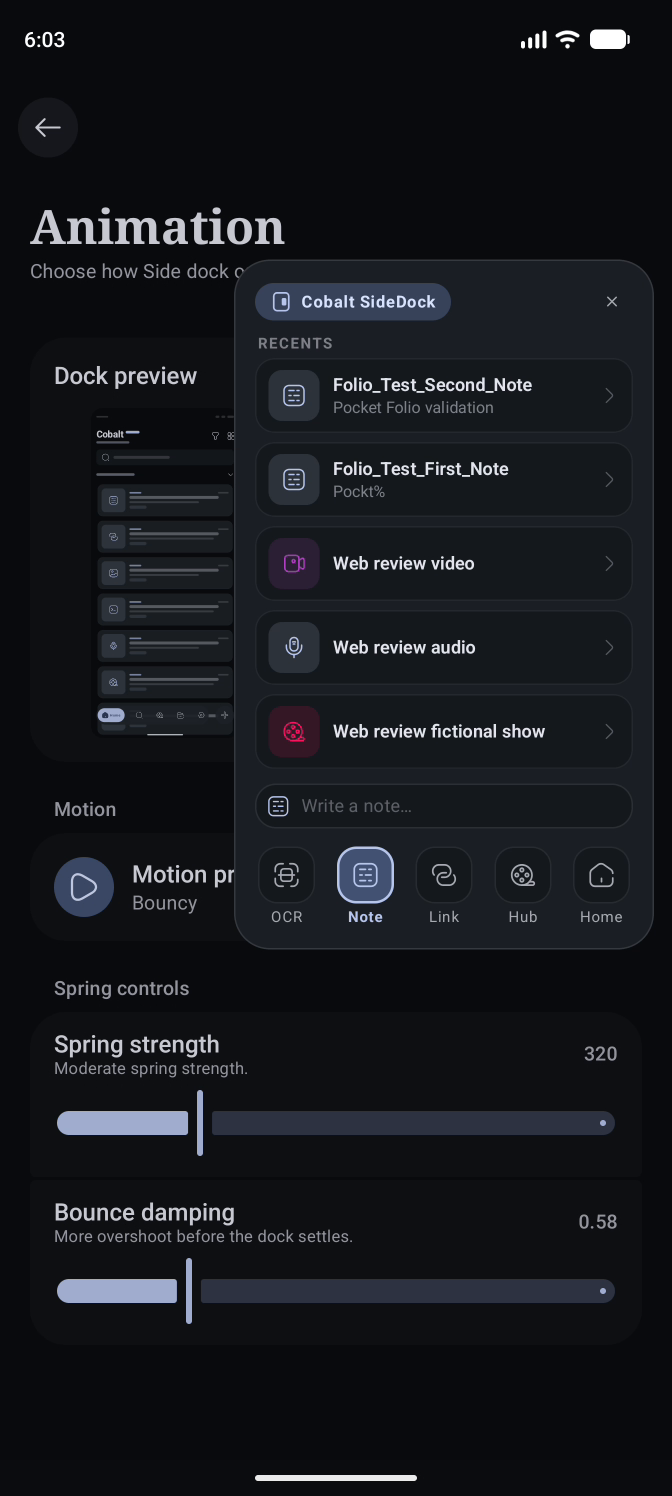 6:03
Animation
Choose how Side dock
Cobalt SideDock
RECENTS
Folio_Test_Second_Note
Pocket Folio validation
Folio_Test_First_Note
Pockt%
Web review video
Web review audio
Web review fictional show
Write a note…
OCR
Note
Link
Hub
Home
Dock preview
Cobalt
Motion
Motion pr
Bouncy
Spring controls
Spring strength
320
Moderate spring strength.
Bounce damping
0.58
More overshoot before the dock settles.